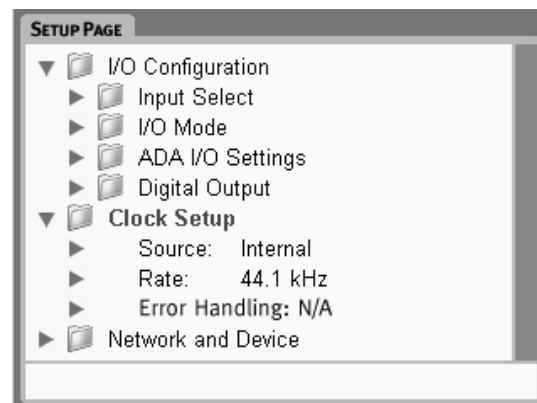 SETUP PAGE
I/O Configuration
Input Select
I/O Mode
ADA I/O Settings
Digital Output
Clock Setup
Source: Internal
Rate: 44.1 kHz
Error Handling: N/A
Network and Device